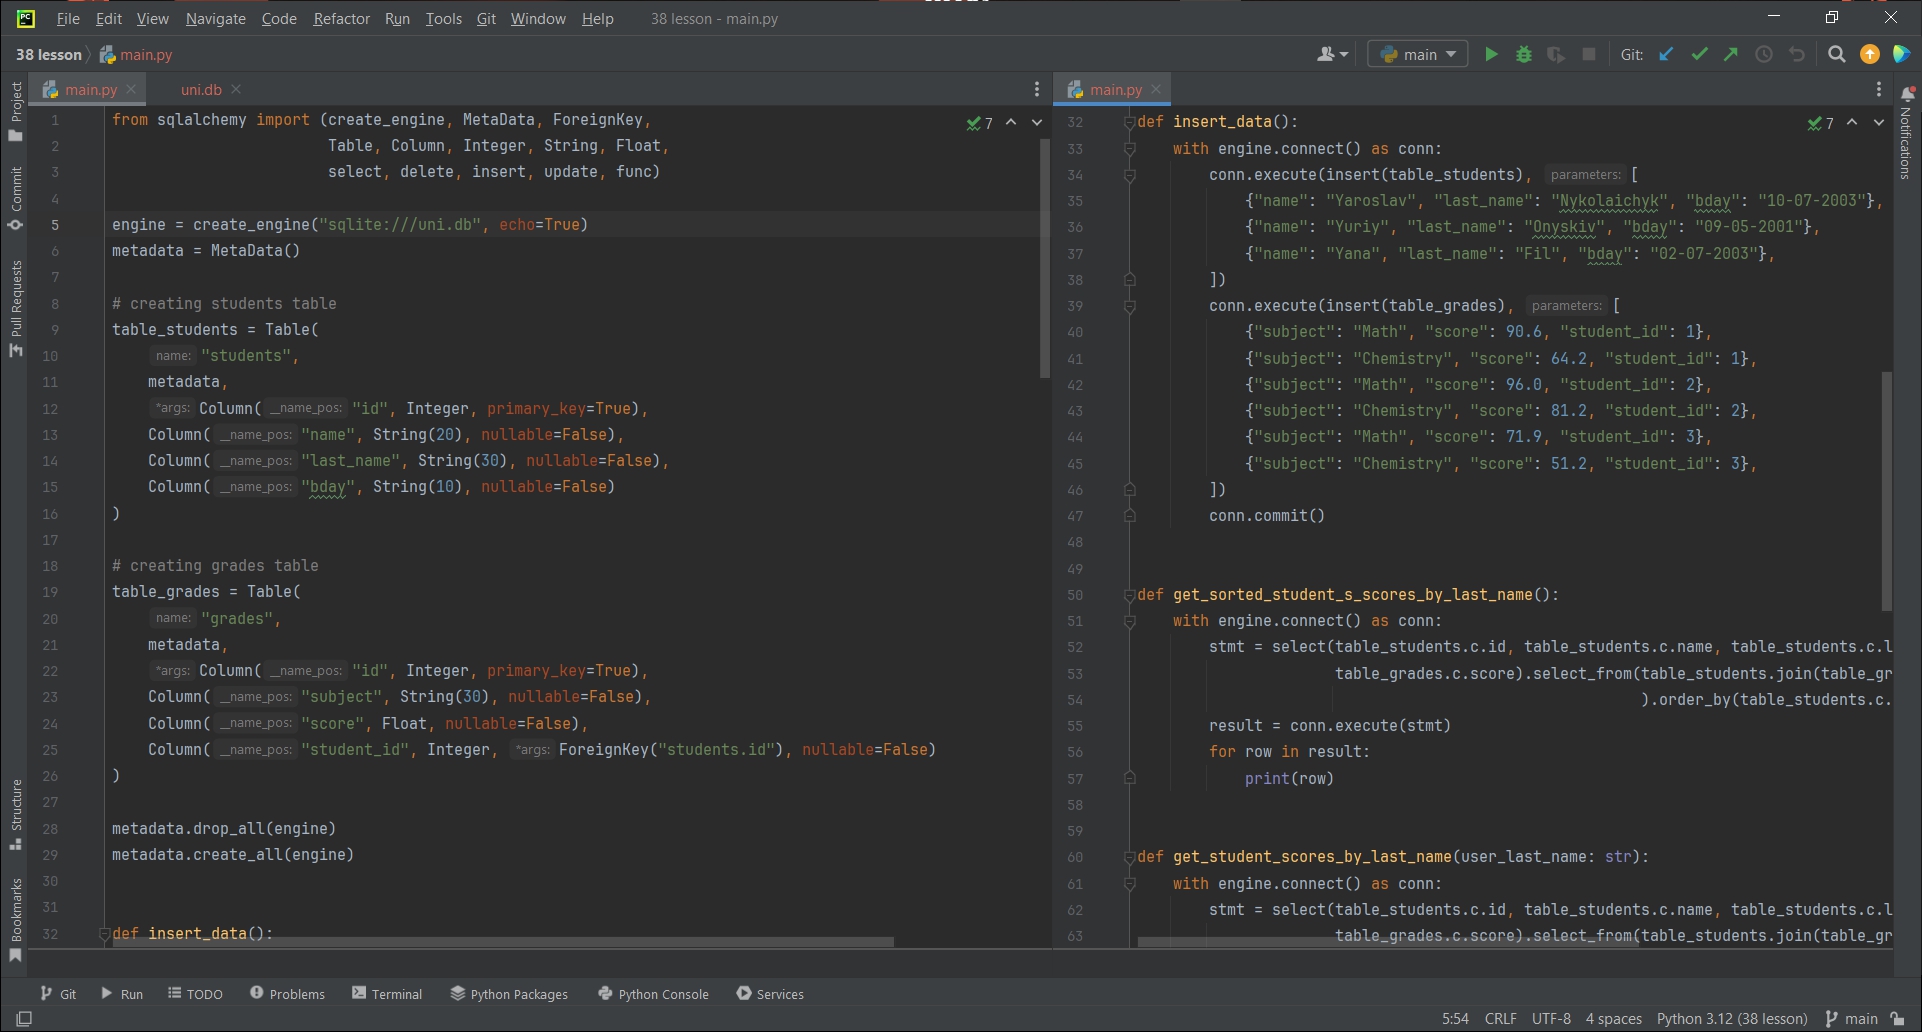 File Edit View Navigate Code Refactor Run Tools Git Window Help 38 lesson - main.py
38 lesson main.py main Git:
Project
Commit
Pull Requests
Structure
Bookmarks
main.py uni.db
7
1 from sqlalchemy import (create_engine, MetaData, ForeignKey,
2 Table, Column, Integer, String, Float,
3 select, delete, insert, update, func)
4
5 engine = create_engine("sqlite:///uni.db", echo=True)
6 metadata = MetaData()
7
8 # creating students table
9 table_students = Table(
10 name: "students",
11 metadata,
12 *args: Column( __name_pos: "id", Integer, primary_key=True),
13 Column( __name_pos: "name", String(20), nullable=False),
14 Column( __name_pos: "last_name", String(30), nullable=False),
15 Column( __name_pos: "bday", String(10), nullable=False)
16 )
17
18 # creating grades table
19 table_grades = Table(
20 name: "grades",
21 metadata,
22 *args: Column( __name_pos: "id", Integer, primary_key=True),
23 Column( __name_pos: "subject", String(30), nullable=False),
24 Column( __name_pos: "score", Float, nullable=False),
25 Column( __name_pos: "student_id", Integer, *args: ForeignKey("students.id"), nullable=False)
26 )
27
28 metadata.drop_all(engine)
29 metadata.create_all(engine)
30
31
32 def insert_data():
main.py
7
32 def insert_data():
33 with engine.connect() as conn:
34 conn.execute(insert(table_students), parameters: [
35 {"name": "Yaroslav", "last_name": "Nykolaichyk", "bday": "10-07-2003"},
36 {"name": "Yuriy", "last_name": "Onyskiv", "bday": "09-05-2001"},
37 {"name": "Yana", "last_name": "Fil", "bday": "02-07-2003"},
38 ])
39 conn.execute(insert(table_grades), parameters: [
40 {"subject": "Math", "score": 90.6, "student_id": 1},
41 {"subject": "Chemistry", "score": 64.2, "student_id": 1},
42 {"subject": "Math", "score": 96.0, "student_id": 2},
43 {"subject": "Chemistry", "score": 81.2, "student_id": 2},
44 {"subject": "Math", "score": 71.9, "student_id": 3},
45 {"subject": "Chemistry", "score": 51.2, "student_id": 3},
46 ])
47 conn.commit()
48
49
50 def get_sorted_student_s_scores_by_last_name():
51 with engine.connect() as conn:
52 stmt = select(table_students.c.id, table_students.c.name, table_students.c.l
53 table_grades.c.score).select_from(table_students.join(table_gr
54 ).order_by(table_students.c.
55 result = conn.execute(stmt)
56 for row in result:
57 print(row)
58
59
60 def get_student_scores_by_last_name(user_last_name: str):
61 with engine.connect() as conn:
62 stmt = select(table_students.c.id, table_students.c.name, table_students.c.l
63 table_grades.c.score).select_from(table_students.join(table_gr
Notifications
Git Run TODO Problems Terminal Python Packages Python Console Services
5:54 CRLF UTF-8 4 spaces Python 3.12 (38 lesson) main